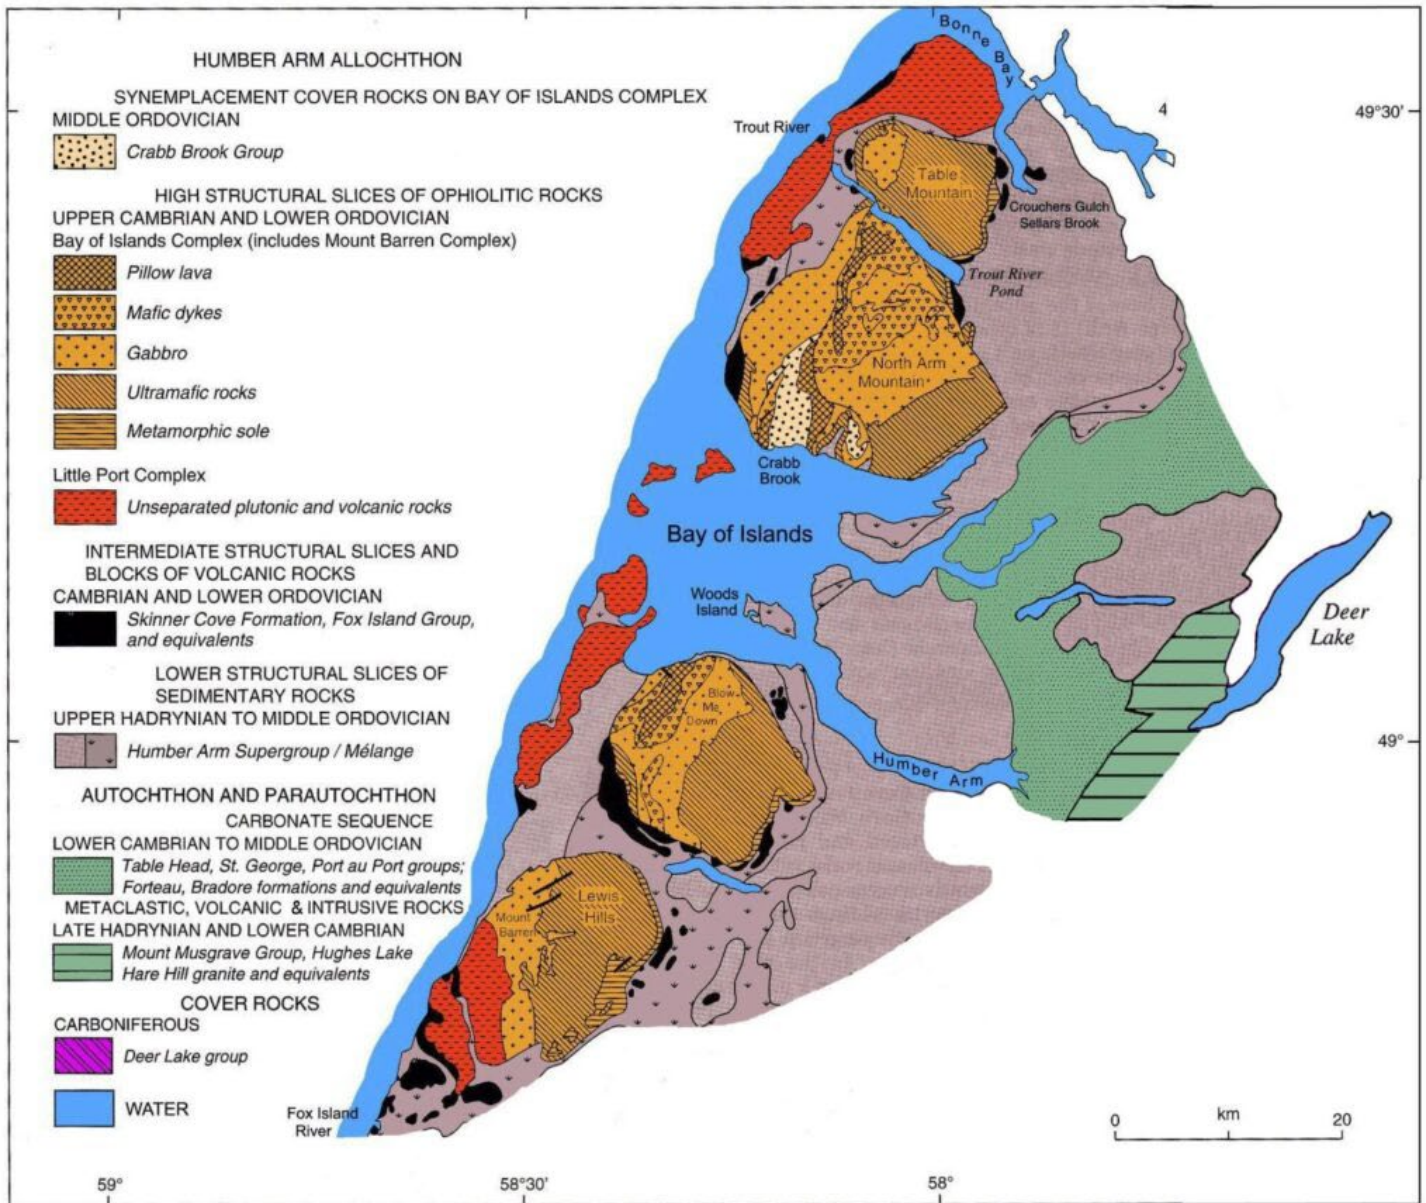 HUMBER ARM ALLOCHTHON
SYNEMPLACEMENT COVER ROCKS ON BAY OF ISLANDS COMPLEX
MIDDLE ORDOVICIAN
Crabb Brook Group
HIGH STRUCTURAL SLICES OF OPHIOLITIC ROCKS
UPPER CAMBRIAN AND LOWER ORDOVICIAN
Bay of Islands Complex (includes Mount Barren Complex)
Pillow lava
Mafic dykes
Gabbro
Ultramafic rocks
Metamorphic sole
Little Port Complex
Unseparated plutonic and volcanic rocks
INTERMEDIATE STRUCTURAL SLICES AND
BLOCKS OF VOLCANIC ROCKS
CAMBRIAN AND LOWER ORDOVICIAN
Skinner Cove Formation, Fox Island Group,
and equivalents
LOWER STRUCTURAL SLICES OF
SEDIMENTARY ROCKS
UPPER HADRYNIAN TO MIDDLE ORDOVICIAN
Humber Arm Supergroup / Mélange
AUTOCHTHON AND PARAUTOCHTHON
CARBONATE SEQUENCE
LOWER CAMBRIAN TO MIDDLE ORDOVICIAN
Table Head, St. George, Port au Port groups;
Forteau, Bradore formations and equivalents
METACLASTIC, VOLCANIC & INTRUSIVE ROCKS
LATE HADRYNIAN AND LOWER CAMBRIAN
Mount Musgrave Group, Hughes Lake
Hare Hill granite and equivalents
COVER ROCKS
CARBONIFEROUS
Deer Lake group
WATER
Bonne Bay
4
49°30'
Trout River
Table
Mountain
Crouchers Gulch
Sellars Brook
Trout River
Pond
North Arm
Mountain
Crabb
Brook
Bay of Islands
Woods
Island
Deer
Lake
Blow
Me
Down
49°
Humber Arm
Lewis
Hills
Mount
Barren
Fox Island
River
km
0 20
59° 58°30' 58°